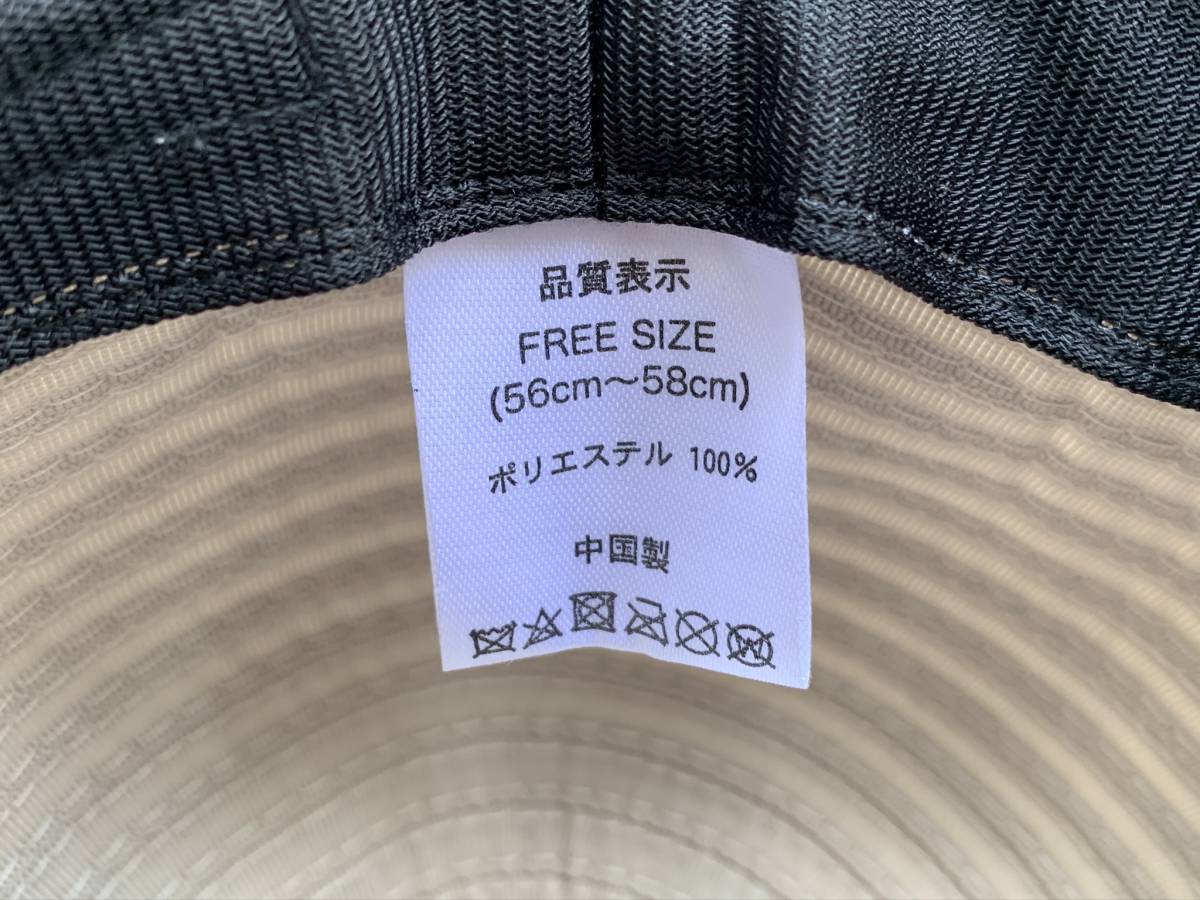 品質表示
FREE SIZE
(56cm～58cm)
ポリエステル 100%
中国製